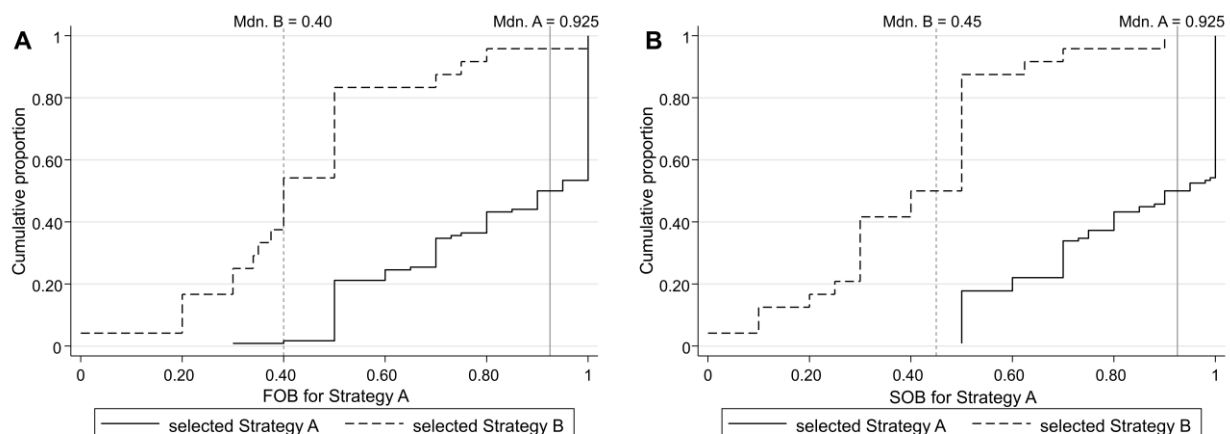 A
Mdn. B = 0.40
Mdn. A = 0.925
Cumulative proportion
1
0.80
0.60
0.40
0.20
0
0
0.20
0.40
0.60
0.80
1
FOB for Strategy A
selected Strategy A
selected Strategy B
B
Mdn. B = 0.45
Mdn. A = 0.925
Cumulative proportion
1
0.80
0.60
0.40
0.20
0
0
0.20
0.40
0.60
0.80
1
SOB for Strategy A
selected Strategy A
selected Strategy B